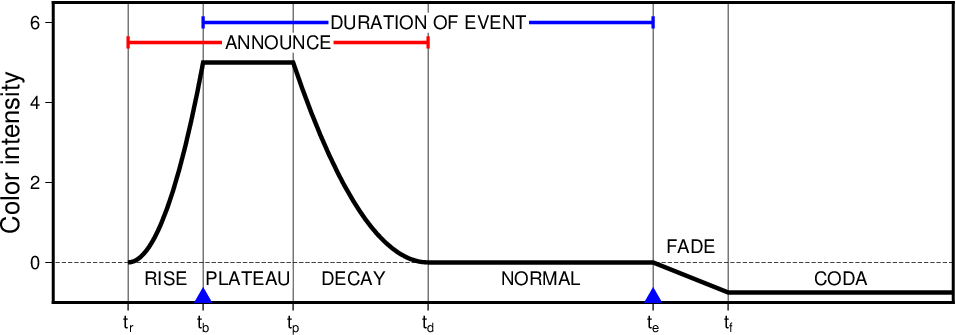 DURATION OF EVENT
ANNOUNCE
Color intensity
6
4
2
0
FADE
RISE PLATEAU DECAY NORMAL CODA
tr tb tp td te tf